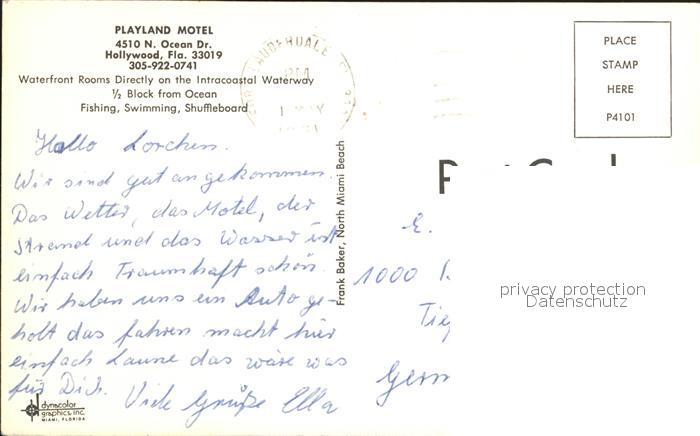 PLAYLAND MOTEL
4510 N. Ocean Dr.
Hollywood, Fla. 33019
305-922-0741
Waterfront Rooms Directly on the Intracoastal Waterway
½ Block from Ocean
Fishing, Swimming, Shuffleboard
LAUDERDALE
PM
PLACE
STAMP
HERE
P4101
Hallo Lorchen.
Wir sind gut angekommen.
Das Wetter, das Motel, der
Strand und das Wasser ist
einfach Traumhaft schön.
Wir haben uns ein Auto ge-
holt das fahren macht hier
einfach Laune das wäre was
für Dich. Viele Grüße Ella
dynacolor
graphics, inc.
MIAMI, FLORIDA
Frank Baker, North Miami Beach
E.
1000
Germ
privacy protection
Datenschutz